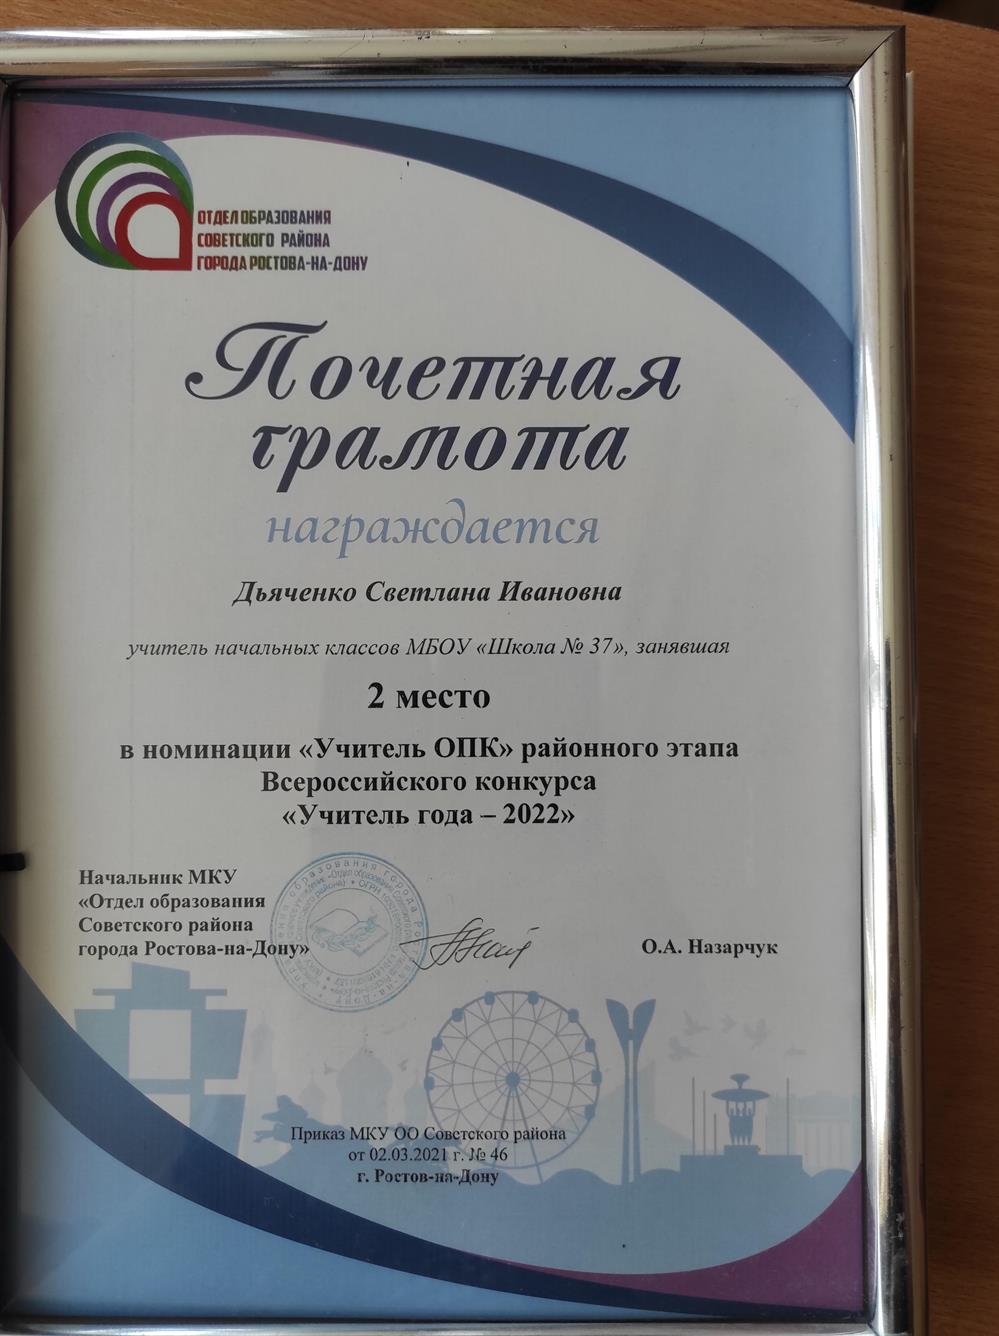 ОТДЕЛ ОБРАЗОВАНИЯ
СОВЕТСКОГО РАЙОНА
ГОРОДА РОСТОВА-НА-ДОНУ
Почетная
грамота
награждается
Дьяченко Светлана Ивановна
учитель начальных классов МБОУ «Школа № 37», занявшая
2 место
в номинации «Учитель ОПК» районного этапа
Всероссийского конкурса
«Учитель года – 2022»
Начальник МКУ
«Отдел образования
Советского района
города Ростова-на-Дону»
О.А. Назарчук
Приказ МКУ ОО Советского района
от 02.03.2021 г. № 46
г. Ростов-на-Дону